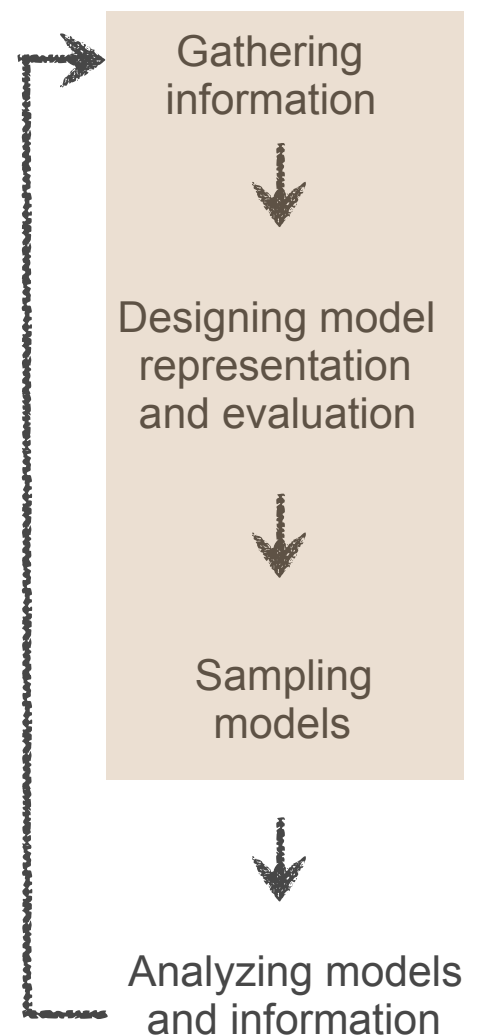 Gathering
information
Designing model
representation
and evaluation
Sampling
models
Analyzing models
and information